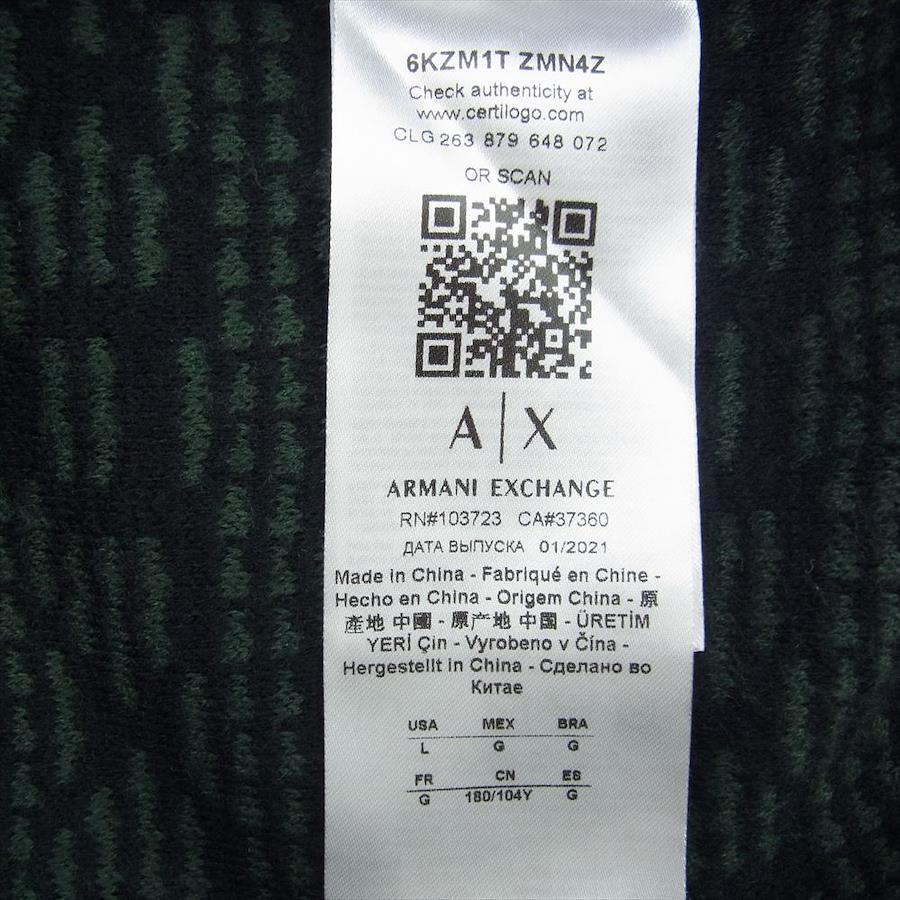 6KZM1T ZMN4Z
Check authenticity at
www.certilogo.com
CLG 263 879 648 072
OR SCAN
A|X
ARMANI EXCHANGE
RN#103723 CA#37360
ДАТА ВЫПУСКА 01/2021
Made in China - Fabriqué en Chine -
Hecho en China - Origem China - 原
產地 中國 - 原产地 中国 - ÜRETİM
YERİ Çin - Vyrobeno v Čína -
Hergestellt in China - Сделано во
Китае
USA MEX BRA
L G G
FR CN ES
G 180/104Y G